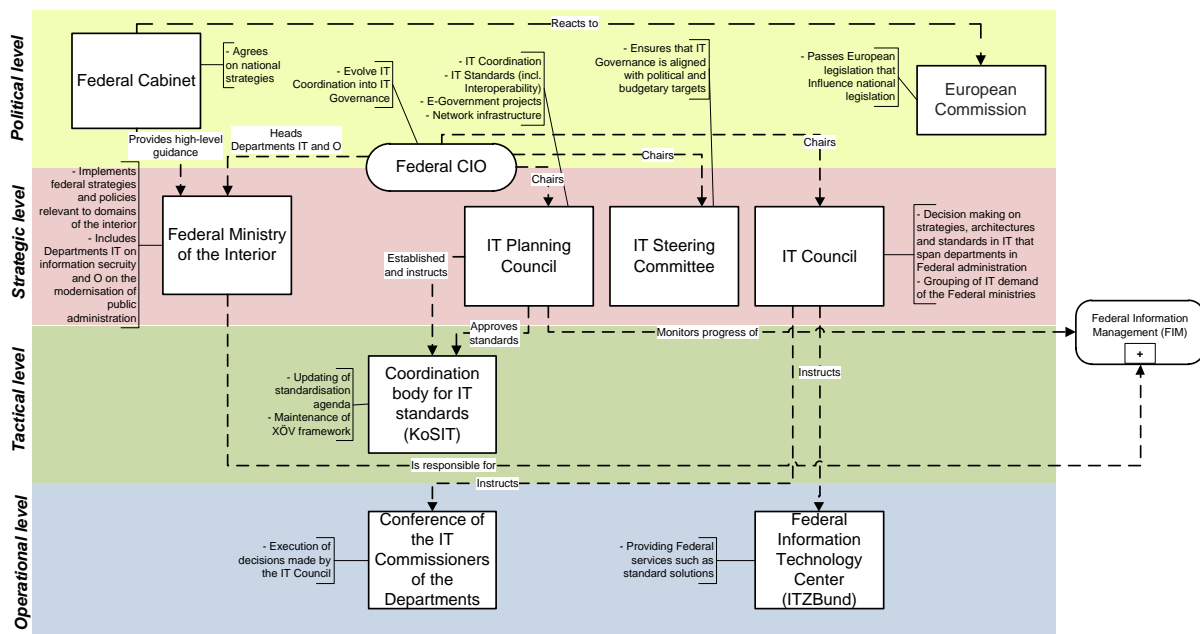 Political level
Reacts to
Federal Cabinet
- Agrees
on national
strategies
- Evolve IT
Coordination into IT
Governance
- IT Coordination
- IT Standards (incl.
Interoperability)
- E-Government projects
- Network infrastructure
- Ensures that IT
Governance is aligned
with political and
budgetary targets
- Passes European
legislation that
Influence national
legislation
European
Commission
Provides high-level
guidance
Heads
Departments IT and O
Federal CIO
Chairs
Chairs
Chairs
Strategic level
- Implements
federal strategies
and policies
relevant to domains
of the interior
- Includes
Departments IT on
information secruity
and O on the
modernisation of
public
administration
Federal Ministry
of the Interior
Established
and instructs
IT Planning
Council
IT Steering
Committee
IT Council
- Decision making on
strategies, architectures
and standards in IT that
span departments in
Federal administration
- Grouping of IT demand
of the Federal ministries
Federal Information
Management (FIM)
+
Tactical level
Approves
standards
Monitors progress of
Instructs
- Updating of
standardisation
agenda
- Maintenance of
XÖV framework
Coordination
body for IT
standards
(KoSIT)
Is responsible for
Instructs
Operational level
- Execution of
decisions made by
the IT Council
Conference of
the IT
Commissioners
of the
Departments
- Providing Federal
services such as
standard solutions
Federal
Information
Technology
Center
(ITZBund)